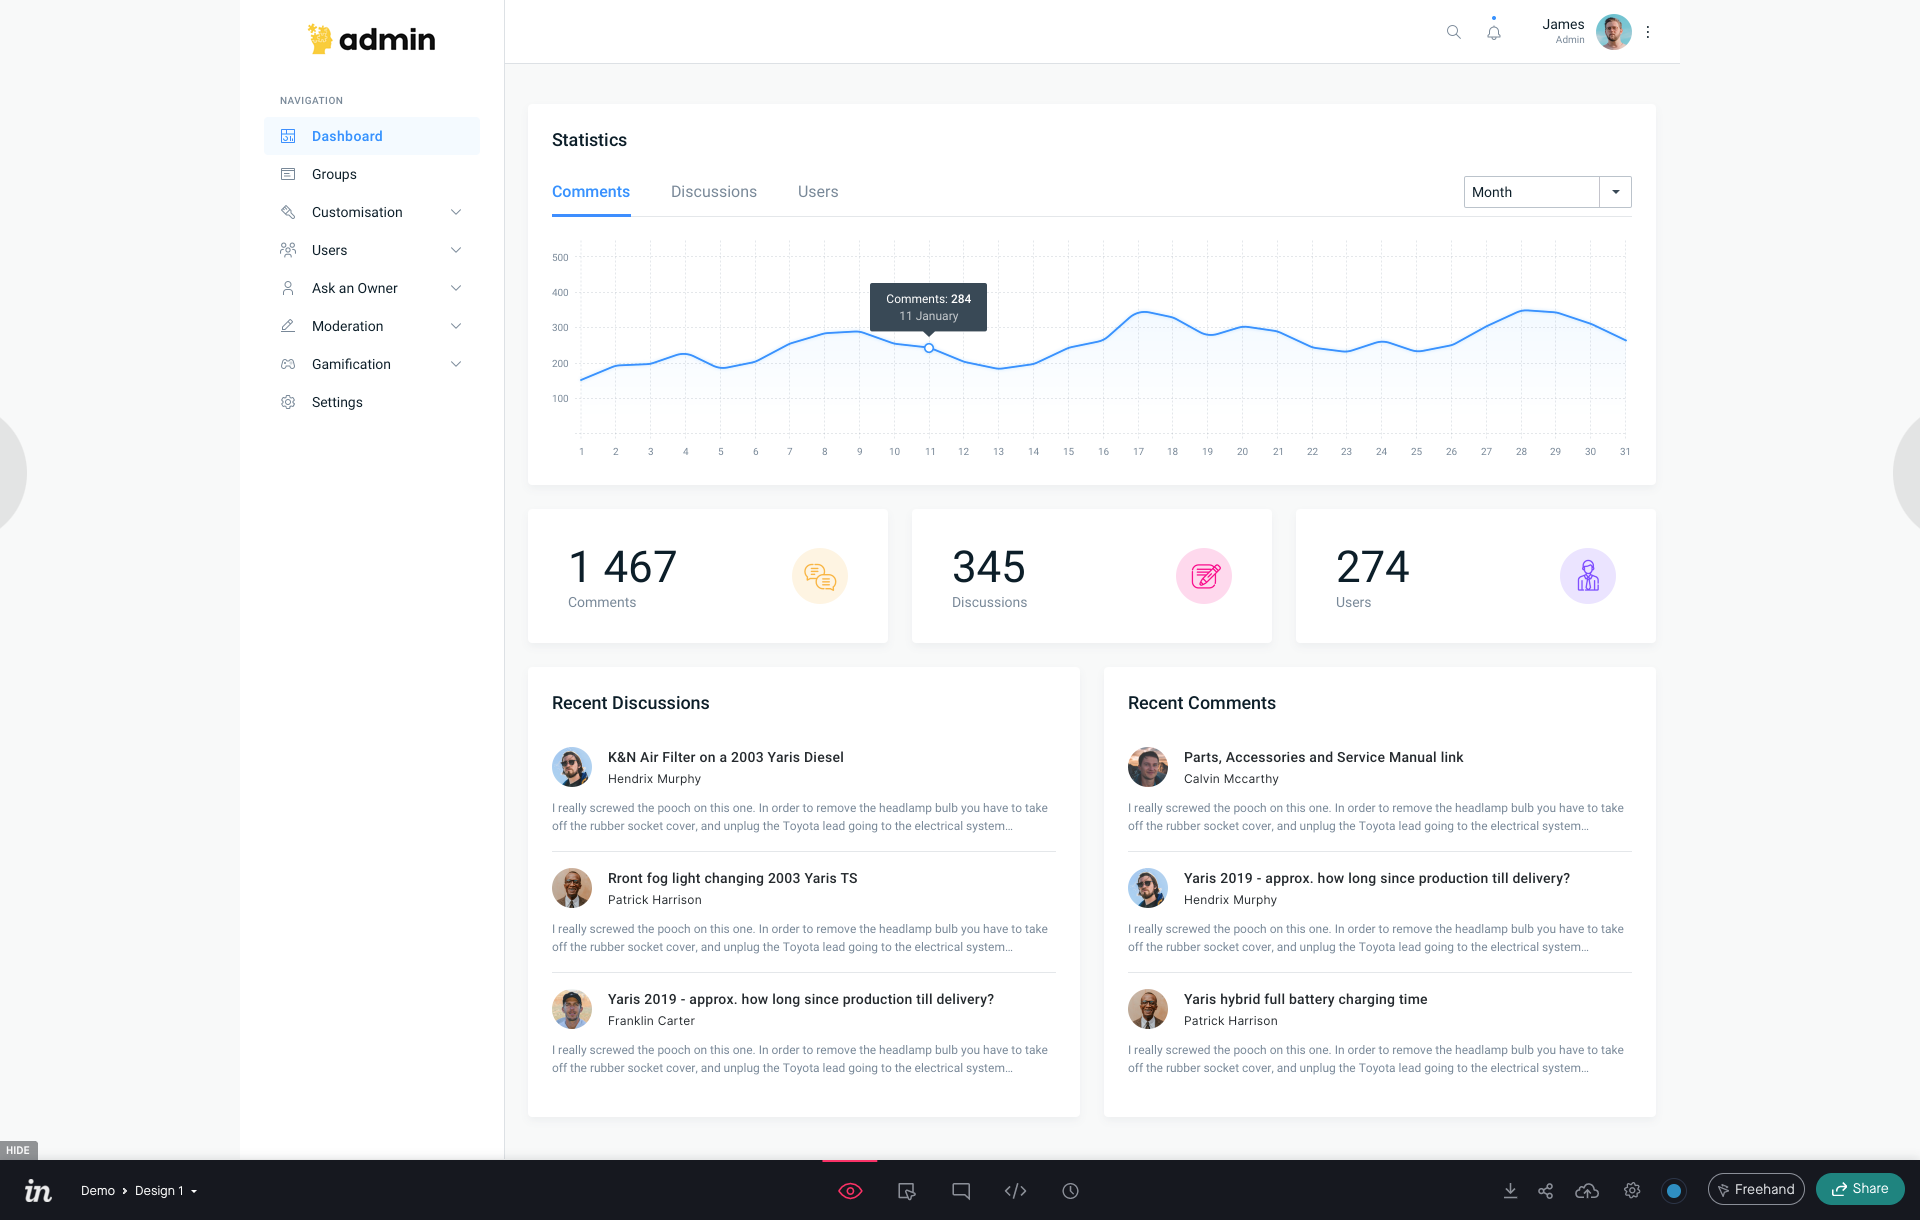 admin
James
Admin
NAVIGATION
Dashboard
Groups
Customisation
Users
Ask an Owner
Moderation
Gamification
Settings
Statistics
Comments Discussions Users
Month
500
400
300
200
100
Comments: 284
11 January
1 2 3 4 5 6 7 8 9 10 11 12 13 14 15 16 17 18 19 20 21 22 23 24 25 26 27 28 29 30 31
1 467
Comments
345
Discussions
274
Users
Recent Discussions
K&N Air Filter on a 2003 Yaris Diesel
Hendrix Murphy
I really screwed the pooch on this one. In order to remove the headlamp bulb you have to take
off the rubber socket cover, and unplug the Toyota lead going to the electrical system...
Rront fog light changing 2003 Yaris TS
Patrick Harrison
I really screwed the pooch on this one. In order to remove the headlamp bulb you have to take
off the rubber socket cover, and unplug the Toyota lead going to the electrical system...
Yaris 2019 - approx. how long since production till delivery?
Franklin Carter
I really screwed the pooch on this one. In order to remove the headlamp bulb you have to take
off the rubber socket cover, and unplug the Toyota lead going to the electrical system...
Recent Comments
Parts, Accessories and Service Manual link
Calvin Mccarthy
I really screwed the pooch on this one. In order to remove the headlamp bulb you have to take
off the rubber socket cover, and unplug the Toyota lead going to the electrical system...
Yaris 2019 - approx. how long since production till delivery?
Hendrix Murphy
I really screwed the pooch on this one. In order to remove the headlamp bulb you have to take
off the rubber socket cover, and unplug the Toyota lead going to the electrical system...
Yaris hybrid full battery charging time
Patrick Harrison
I really screwed the pooch on this one. In order to remove the headlamp bulb you have to take
off the rubber socket cover, and unplug the Toyota lead going to the electrical system...
HIDE
in
Demo > Design 1
Freehand
Share